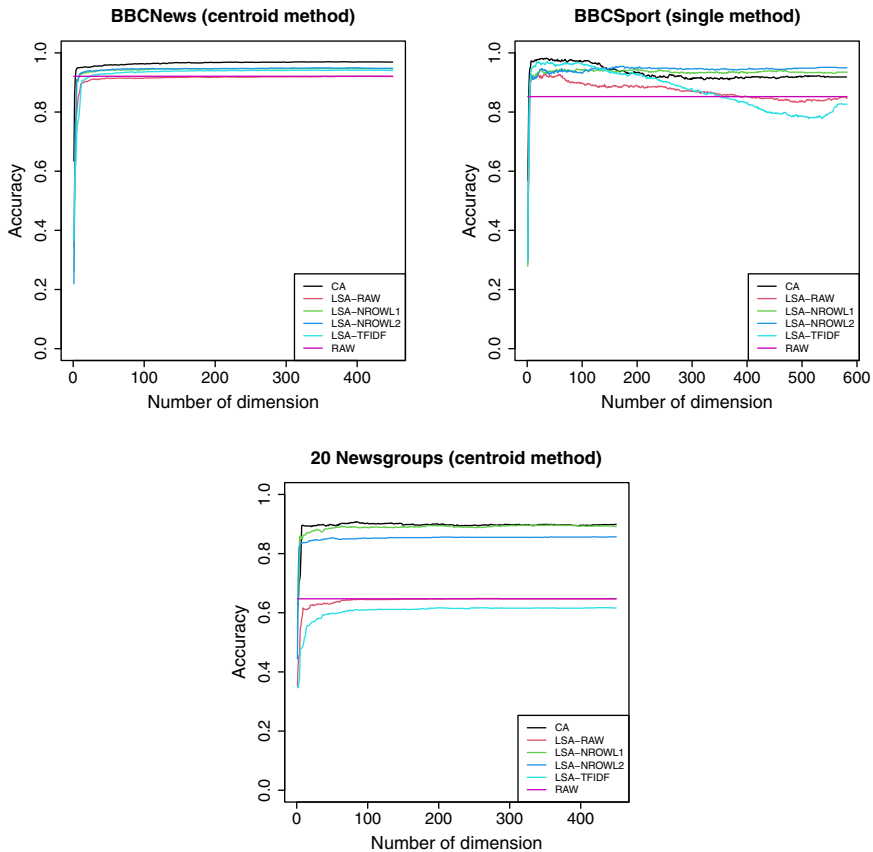 BBCNews (centroid method)
Accuracy
0.0 0.2 0.4 0.6 0.8 1.0
CA
LSA−RAW
LSA−NROWL1
LSA−NROWL2
LSA−TFIDF
RAW
0 100 200 300 400
Number of dimension
BBCSport (single method)
Accuracy
0.0 0.2 0.4 0.6 0.8 1.0
CA
LSA−RAW
LSA−NROWL1
LSA−NROWL2
LSA−TFIDF
RAW
0 100 200 300 400 500 600
Number of dimension
20 Newsgroups (centroid method)
Accuracy
0.0 0.2 0.4 0.6 0.8 1.0
CA
LSA−RAW
LSA−NROWL1
LSA−NROWL2
LSA−TFIDF
RAW
0 100 200 300 400
Number of dimension